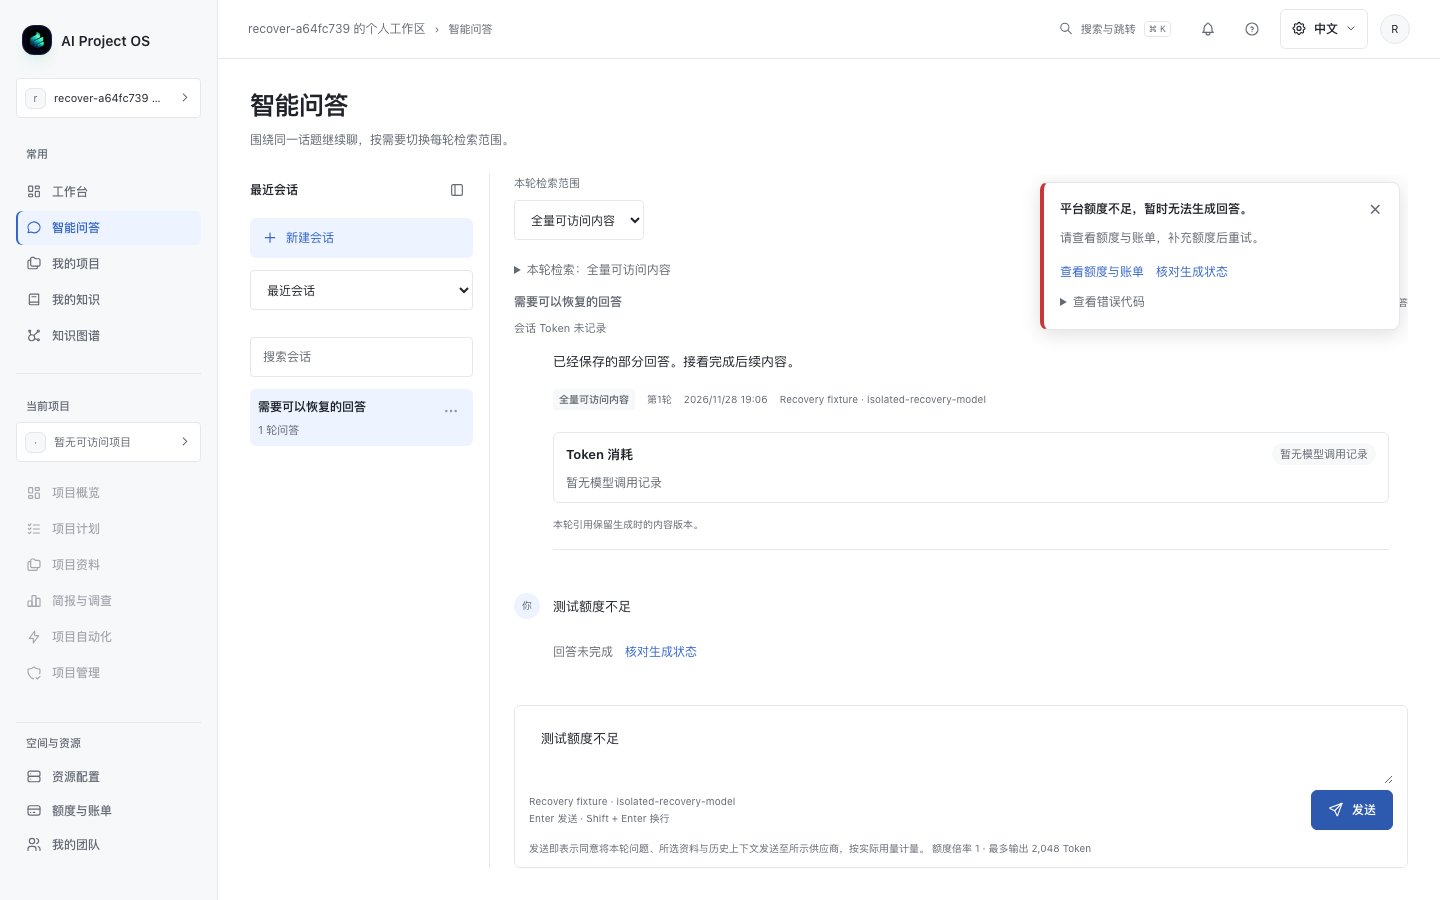 AI Project OS
r recover-a64fc739 ...
常用
工作台
智能问答
我的项目
我的知识
知识图谱
当前项目
· 暂无可访问项目
项目概览
项目计划
项目资料
简报与调查
项目自动化
项目管理
空间与资源
资源配置
额度与账单
我的团队
recover-a64fc739 的个人工作区 › 智能问答
搜索与跳转 ⌘ K
中文
R
智能问答
围绕同一话题继续聊，按需要切换每轮检索范围。
最近会话
新建会话
最近会话
搜索会话
需要可以恢复的回答
1 轮问答
本轮检索范围
全量可访问内容
本轮检索：全量可访问内容
需要可以恢复的回答
答
会话 Token 未记录
已经保存的部分回答。接着完成后续内容。
全量可访问内容 第1轮 2026/11/28 19:06 Recovery fixture · isolated-recovery-model
Token 消耗
暂无模型调用记录
暂无模型调用记录
本轮引用保留生成时的内容版本。
你 测试额度不足
回答未完成 核对生成状态
测试额度不足
Recovery fixture · isolated-recovery-model
Enter 发送 · Shift + Enter 换行
发送
发送即表示同意将本轮问题、所选资料与历史上下文发送至所示供应商，按实际用量计量。 额度倍率 1 · 最多输出 2,048 Token
平台额度不足，暂时无法生成回答。
请查看额度与账单，补充额度后重试。
查看额度与账单 核对生成状态
查看错误代码